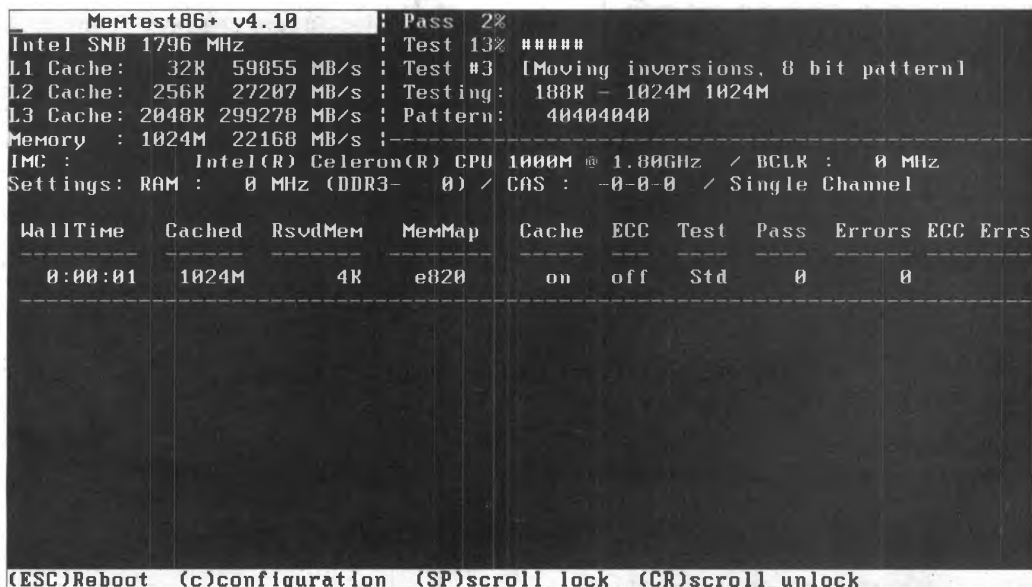 Memtest86+ v4.10 | Pass 2%
Intel SNB 1796 MHz | Test 13% #####
L1 Cache: 32K 59855 MB/s | Test #3 [Moving inversions, 8 bit pattern]
L2 Cache: 256K 27207 MB/s | Testing: 188K - 1024M 1024M
L3 Cache: 2048K 299278 MB/s | Pattern: 40404040
Memory : 1024M 22168 MB/s |
IMC : Intel(R) Celeron(R) CPU 1000M @ 1.80GHz / BCLK : 0 MHz
Settings: RAM : 0 MHz (DDR3- 0) / CAS : -0-0-0 / Single Channel
WallTime Cached RsvdMem MemMap Cache ECC Test Pass Errors ECC Errs
0:00:01 1024M 4K e820 on off Std 0 0
(ESC)Reboot (c)configuration (SP)scroll lock (CR)scroll unlock